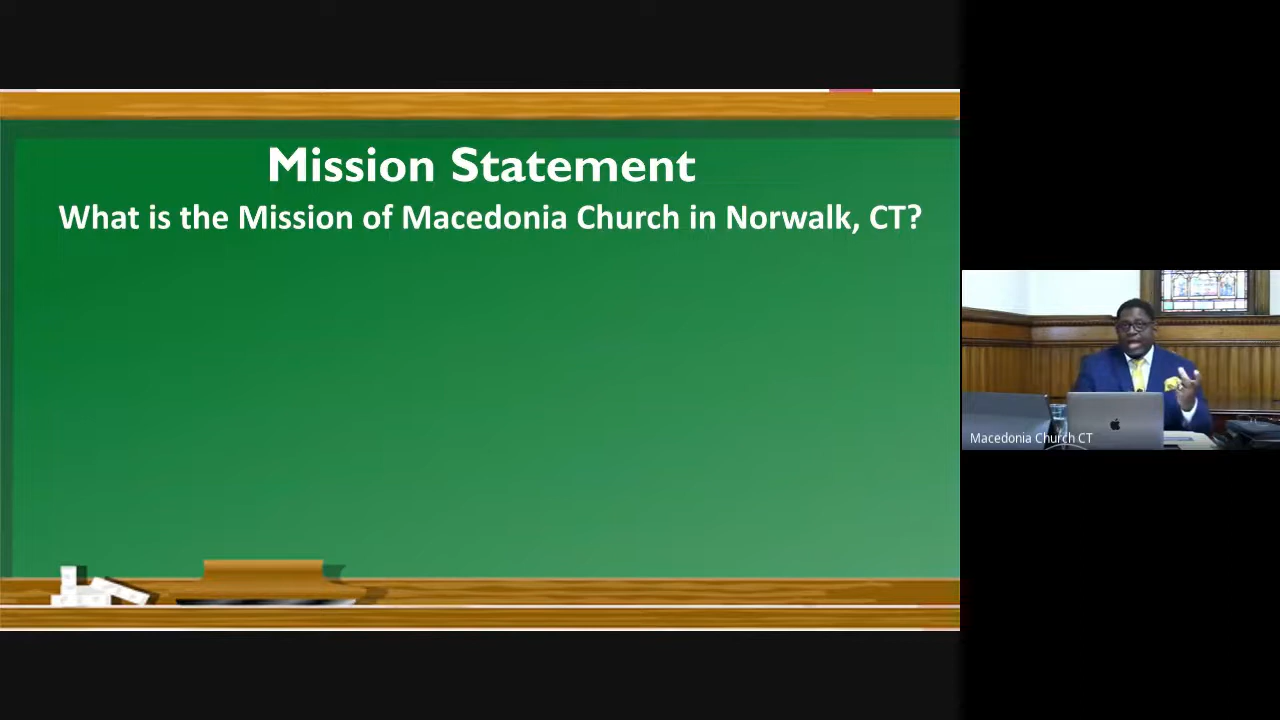 Mission Statement
What is the Mission of Macedonia Church in Norwalk, CT?
Macedonia Church CT